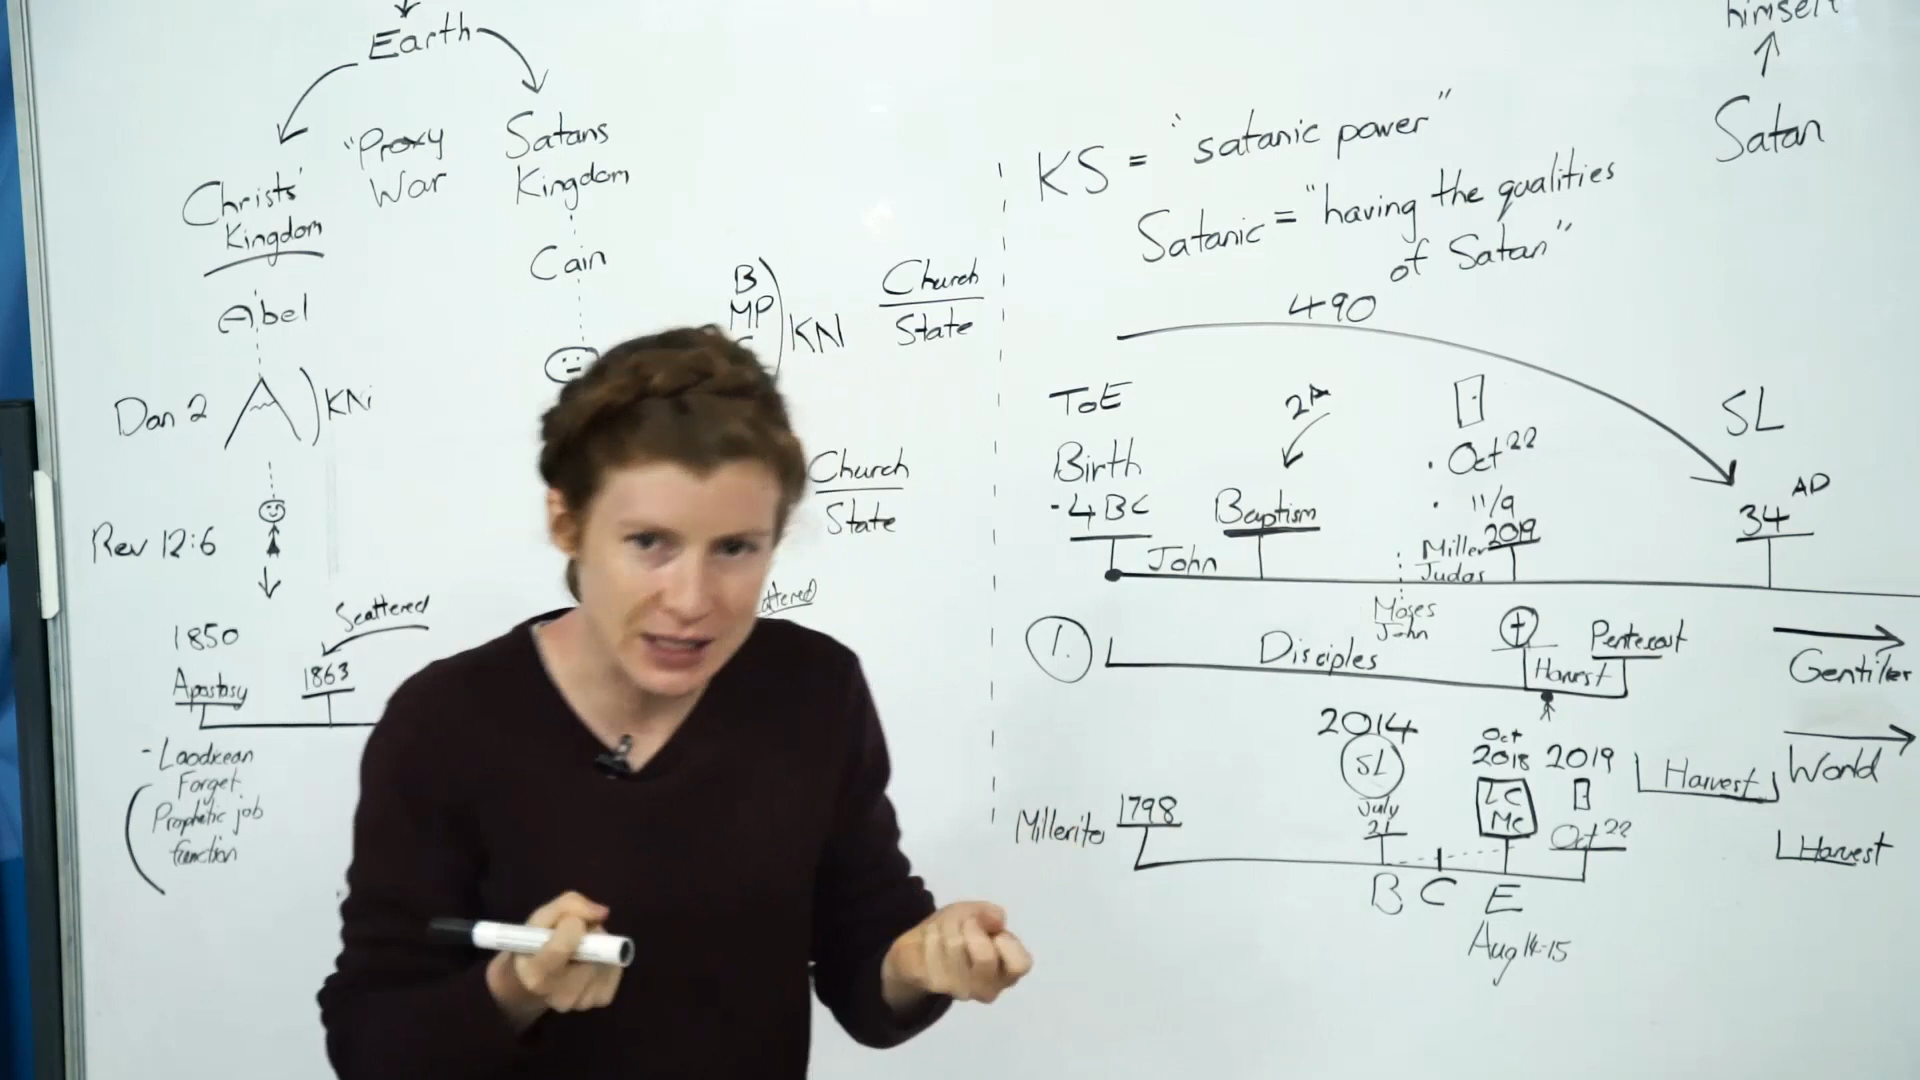 Earth
Christs'
Kingdom
"Proxy
War
Satans
Kingdom
Abel
Cain
Dan 2
KN
Rev 12:6
1850
Apostasy
Scattered
1863
- Laodicean
Forget
Prophetic job
function
B
MP
KN
Church
State
Church
State
himself
Satan
KS = "satanic power"
Satanic = "having the qualities
of Satan"
490
ToE
Birth
-4 BC
John
2A
Baptism
· Oct 22
· 11/9
2019
Miller
Judas
Moses
John
SL
34 AD
1.
Disciples
Harvest
Pentecost
Gentiles
2014
SL
July
21
Oct
2018
LC
MC
2019
Oct 22
Harvest
World
Harvest
Millerite
1798
B C E
Aug 14-15